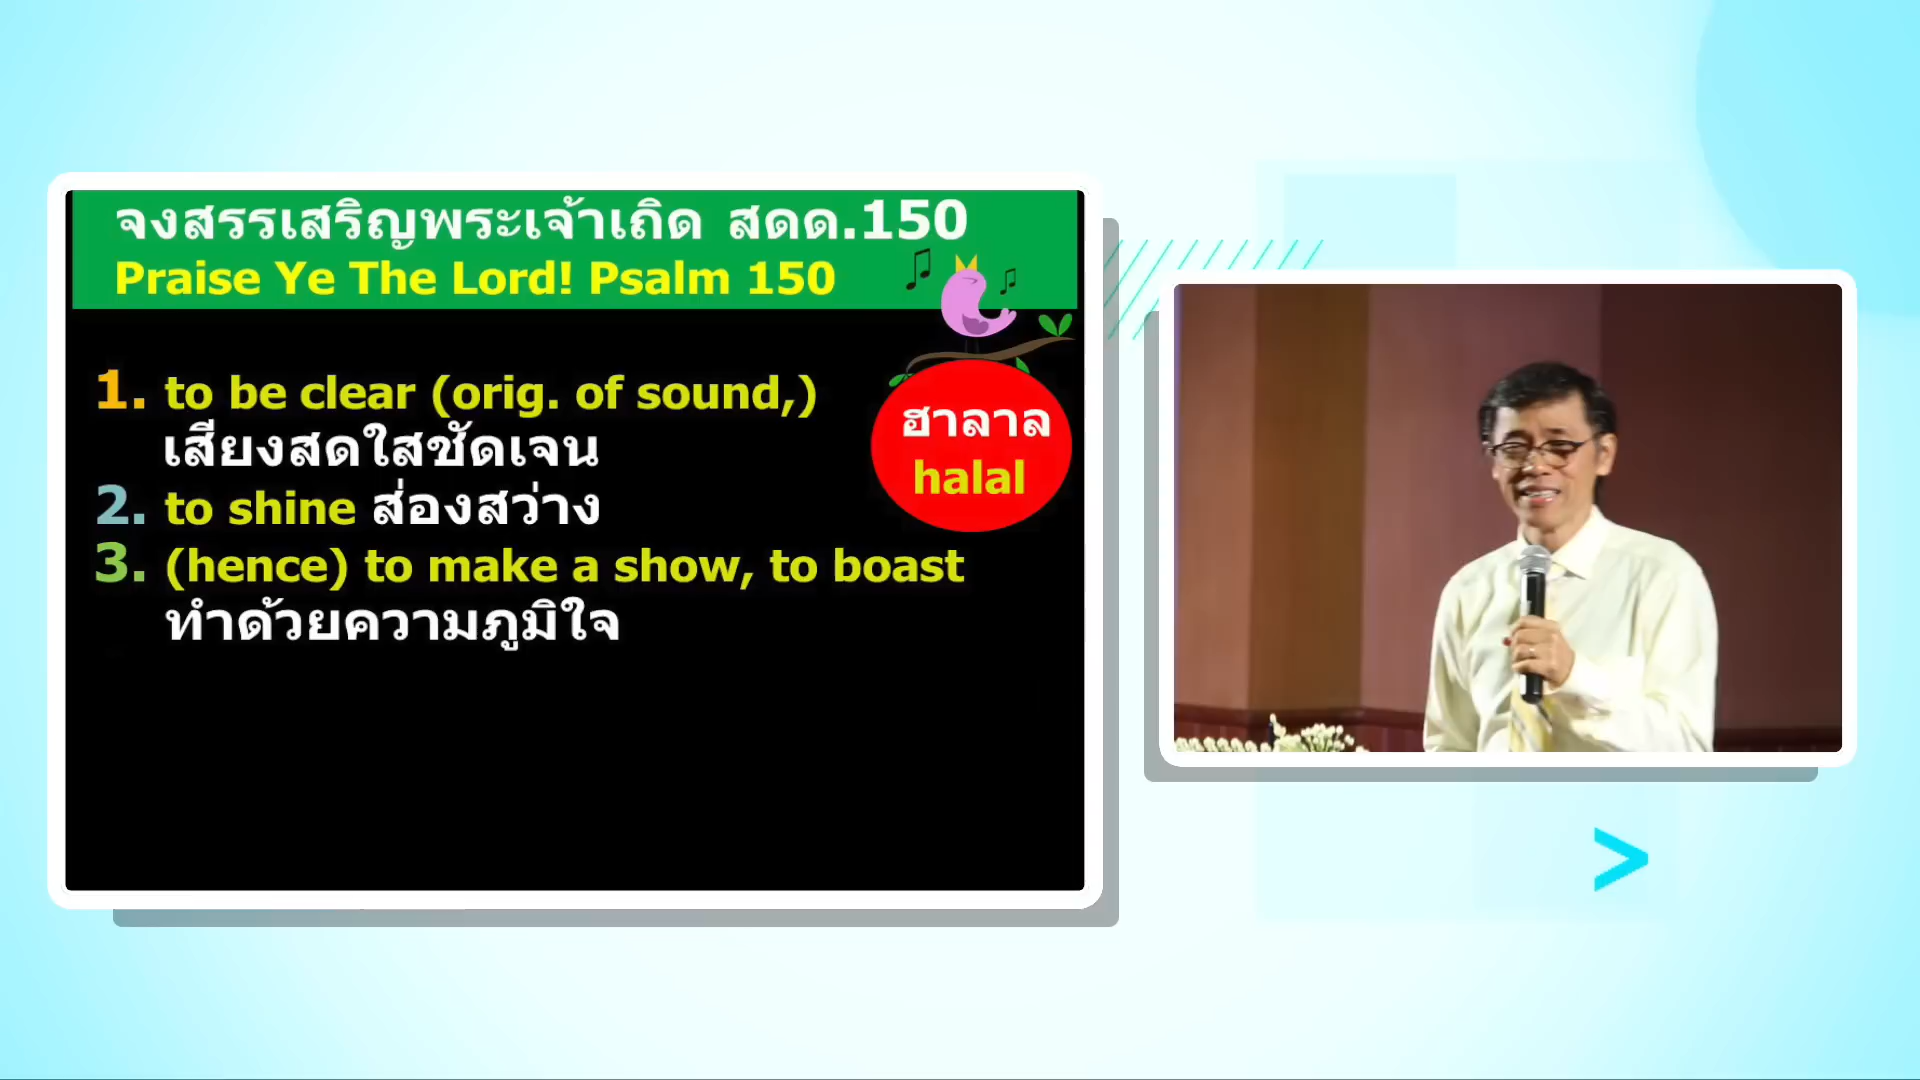 จงสรรเสริญพระเจ้าเถิด สดด.150
Praise Ye The Lord! Psalm 150
1. to be clear (orig. of sound,)
เสียงสดใสชัดเจน
2. to shine ส่องสว่าง
3. (hence) to make a show, to boast
ทำด้วยความภูมิใจ
ฮาลาล
halal